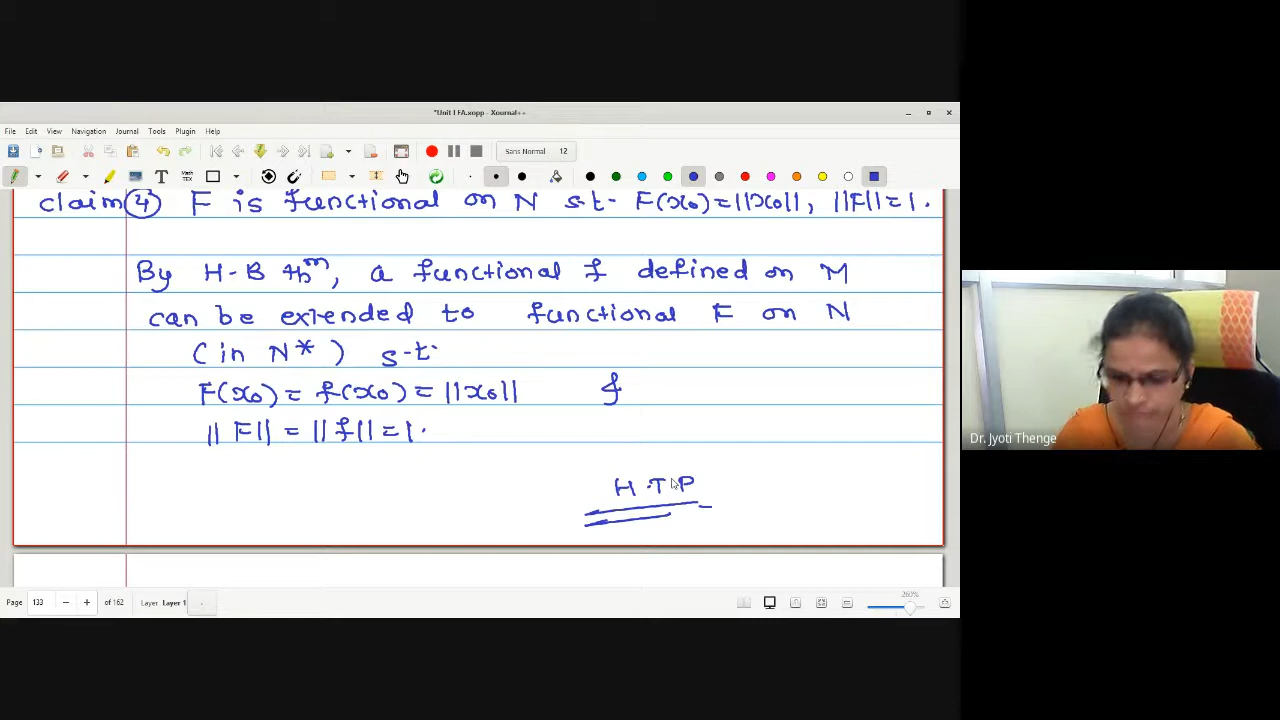 *Unit I FA.xopp - Xournal++
File Edit View Navigation Journal Tools Plugin Help
Sans Normal 12
claim ④ F is functional on N s.t. F(x₀)=||x₀||, ||F||=1.
By H-B thᵐ, a functional f defined on M
can be extended to functional F on N
(in N*) s.t.
F(x₀) = f(x₀) = ||x₀|| &
|| F|| = || f|| = 1.
H.T.P
Dr. Jyoti Thenge
Page 133 of 162 Layer Layer 1 260%